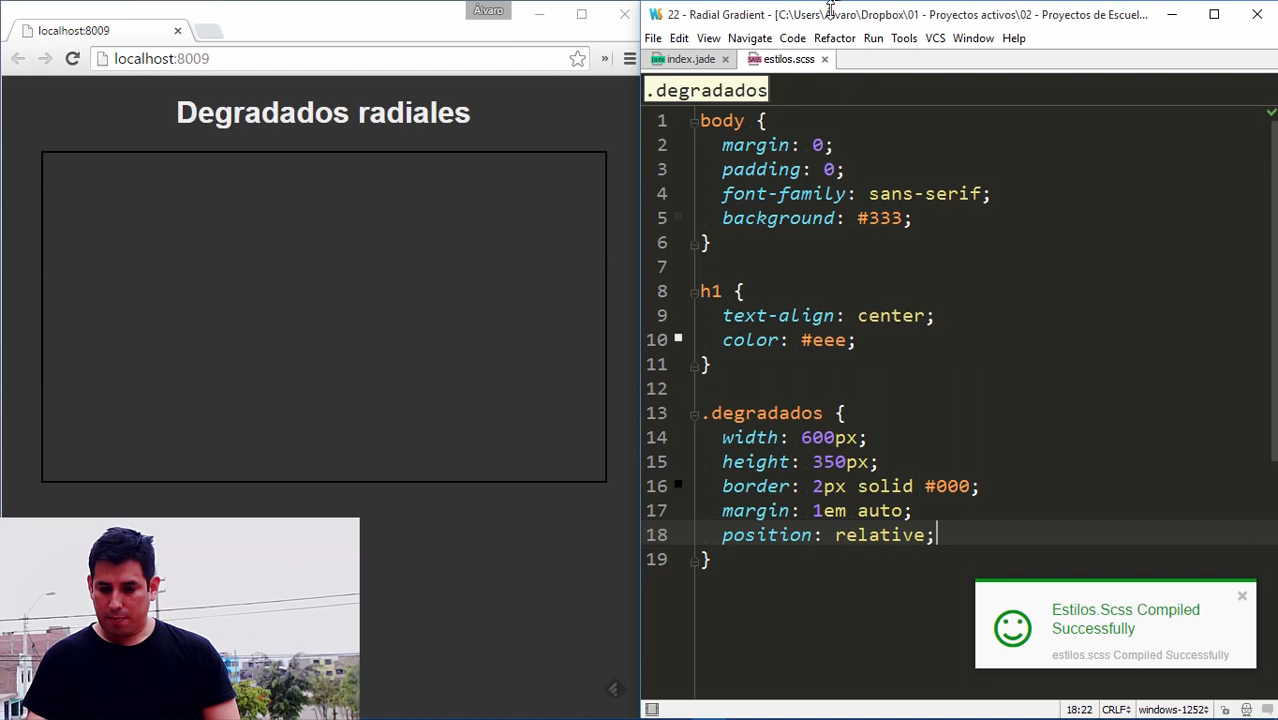 Álvaro
localhost:8009
localhost:8009
Degradados radiales
22 - Radial Gradient - [C:\Users\Álvaro\Dropbox\01 - Proyectos activos\02 - Proyectos de Escuel...
File Edit View Navigate Code Refactor Run Tools VCS Window Help
index.jade
estilos.scss
.degradados
1 body {
2 margin: 0;
3 padding: 0;
4 font-family: sans-serif;
5 background: #333;
6 }
7
8 h1 {
9 text-align: center;
10 color: #eee;
11 }
12
13 .degradados {
14 width: 600px;
15 height: 350px;
16 border: 2px solid #000;
17 margin: 1em auto;
18 position: relative;
19 }
Estilos.Scss Compiled
Successfully
estilos.scss Compiled Successfully
18:22 CRLF windows-1252